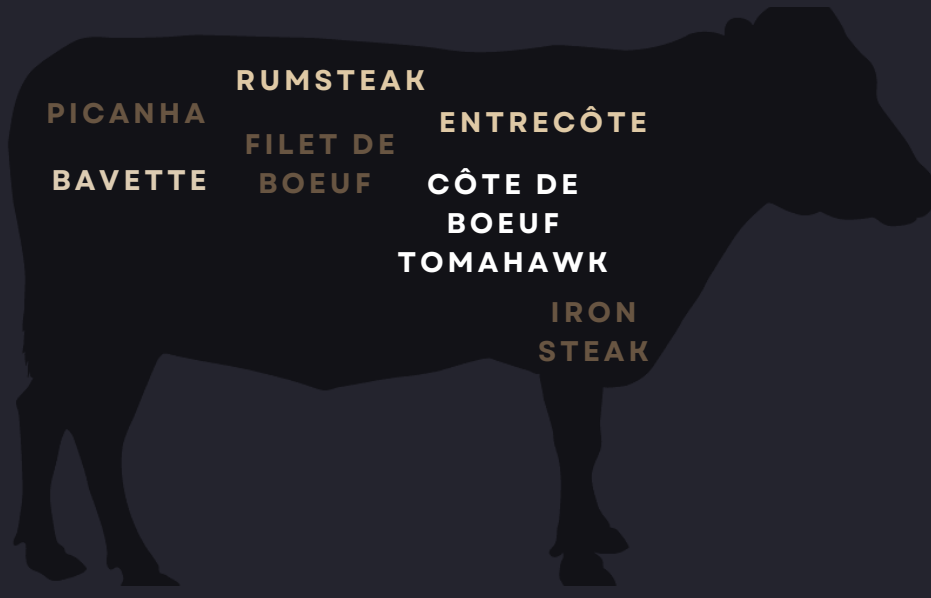 RUMSTEAK
PICANHA
ENTRECÔTE
FILET DE
BOEUF
BAVETTE
CÔTE DE
BOEUF
TOMAHAWK
IRON
STEAK